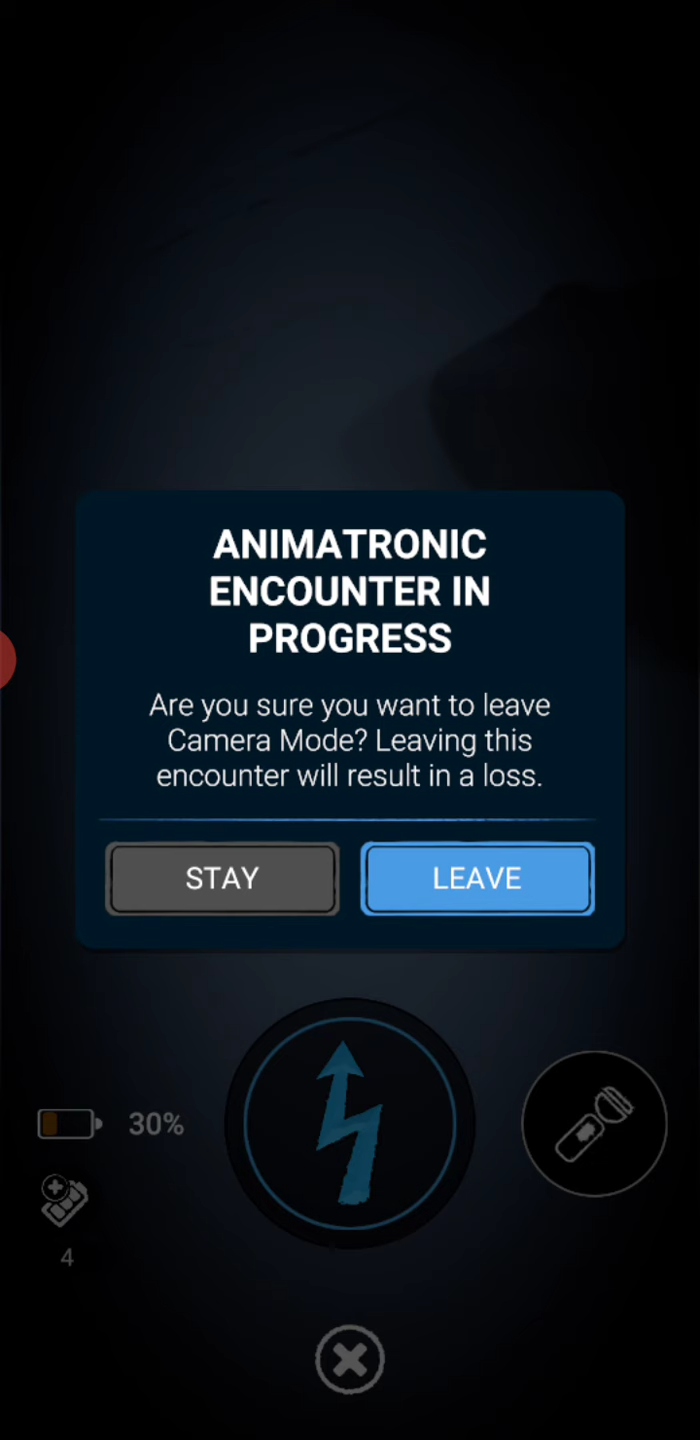 ANIMATRONIC
ENCOUNTER IN
PROGRESS
Are you sure you want to leave
Camera Mode? Leaving this
encounter will result in a loss.
STAY
LEAVE
30%
4